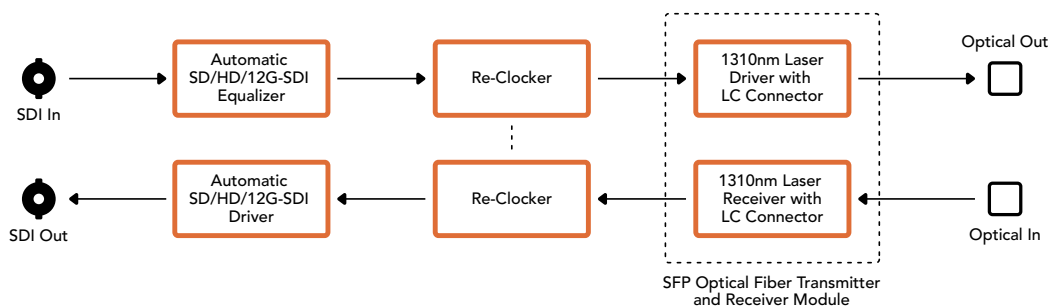 SDI In
Automatic
SD/HD/12G-SDI
Equalizer
Re-Clocker
1310nm Laser
Driver with
LC Connector
Optical Out
SDI Out
Automatic
SD/HD/12G-SDI
Driver
Re-Clocker
1310nm Laser
Receiver with
LC Connector
Optical In
SFP Optical Fiber Transmitter
and Receiver Module